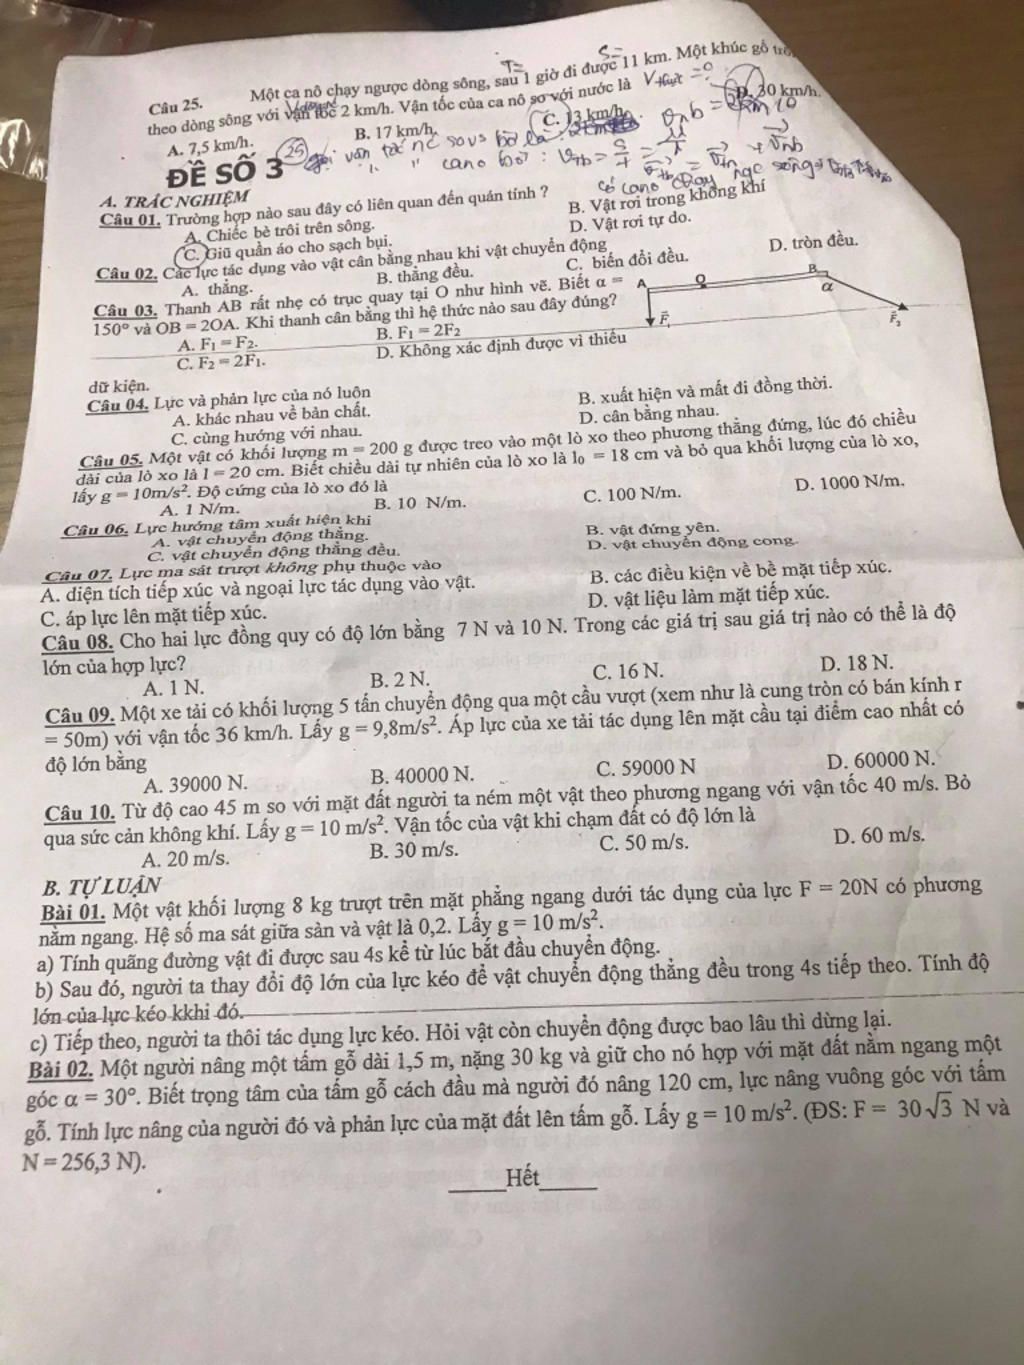 Câu 25. Một ca nô chạy ngược dòng sông, sau 1 giờ đi được 11 km. Một khúc gỗ
theo dòng sông với vận tốc 2 km/h. Vận tốc của ca nô so với nước là
A. 7,5 km/h. B. 17 km/h. C. 13 km/h. D. 30 km/h.
ĐỀ SỐ 3
A. TRẮC NGHIỆM
Câu 01. Trường hợp nào sau đây có liên quan đến quán tính ?
A. Chiếc bè trôi trên sông. B. Vật rơi trong không khí
C. Giũ quần áo cho sạch bụi. D. Vật rơi tự do.
Câu 02. Các lực tác dụng vào vật cân bằng nhau khi vật chuyển động
A. thẳng. B. thẳng đều. C. biến đổi đều. D. tròn đều.
Câu 03. Thanh AB rất nhẹ có trục quay tại O như hình vẽ. Biết α =
150° và OB = 2OA. Khi thanh cân bằng thì hệ thức nào sau đây đúng?
A. F₁ = F₂. B. F₁ = 2F₂
C. F₂ = 2F₁. D. Không xác định được vì thiếu
dữ kiện.
A O B α F₁ F₂
Câu 04. Lực và phản lực của nó luôn
A. khác nhau về bản chất. B. xuất hiện và mất đi đồng thời.
C. cùng hướng với nhau. D. cân bằng nhau.
Câu 05. Một vật có khối lượng m = 200 g được treo vào một lò xo theo phương thẳng đứng, lúc đó chiều
dài của lò xo là l = 20 cm. Biết chiều dài tự nhiên của lò xo là l₀ = 18 cm và bỏ qua khối lượng của lò xo,
lấy g = 10m/s². Độ cứng của lò xo đó là
A. 1 N/m. B. 10 N/m. C. 100 N/m. D. 1000 N/m.
Câu 06. Lực hướng tâm xuất hiện khi
A. vật chuyển động thẳng. B. vật đứng yên.
C. vật chuyển động thẳng đều. D. vật chuyển động cong.
Câu 07. Lực ma sát trượt không phụ thuộc vào
A. diện tích tiếp xúc và ngoại lực tác dụng vào vật. B. các điều kiện về bề mặt tiếp xúc.
C. áp lực lên mặt tiếp xúc. D. vật liệu làm mặt tiếp xúc.
Câu 08. Cho hai lực đồng quy có độ lớn bằng 7 N và 10 N. Trong các giá trị sau giá trị nào có thể là độ
lớn của hợp lực?
A. 1 N. B. 2 N. C. 16 N. D. 18 N.
Câu 09. Một xe tải có khối lượng 5 tấn chuyển động qua một cầu vượt (xem như là cung tròn có bán kính r
= 50m) với vận tốc 36 km/h. Lấy g = 9,8m/s². Áp lực của xe tải tác dụng lên mặt cầu tại điểm cao nhất có
độ lớn bằng
A. 39000 N. B. 40000 N. C. 59000 N D. 60000 N.
Câu 10. Từ độ cao 45 m so với mặt đất người ta ném một vật theo phương ngang với vận tốc 40 m/s. Bỏ
qua sức cản không khí. Lấy g = 10 m/s². Vận tốc của vật khi chạm đất có độ lớn là
A. 20 m/s. B. 30 m/s. C. 50 m/s. D. 60 m/s.
B. TỰ LUẬN
Bài 01. Một vật khối lượng 8 kg trượt trên mặt phẳng ngang dưới tác dụng của lực F = 20N có phương
nằm ngang. Hệ số ma sát giữa sàn và vật là 0,2. Lấy g = 10 m/s².
a) Tính quãng đường vật đi được sau 4s kể từ lúc bắt đầu chuyển động.
b) Sau đó, người ta thay đổi độ lớn của lực kéo để vật chuyển động thẳng đều trong 4s tiếp theo. Tính độ
lớn của lực kéo kkhi đó.
c) Tiếp theo, người ta thôi tác dụng lực kéo. Hỏi vật còn chuyển động được bao lâu thì dừng lại.
Bài 02. Một người nâng một tấm gỗ dài 1,5 m, nặng 30 kg và giữ cho nó hợp với mặt đất nằm ngang một
góc α = 30°. Biết trọng tâm của tấm gỗ cách đầu mà người đó nâng 120 cm, lực nâng vuông góc với tấm
gỗ. Tính lực nâng của người đó và phản lực của mặt đất lên tấm gỗ. Lấy g = 10 m/s². (ĐS: F = 30√3 N và
N = 256,3 N).
_____Hết_____